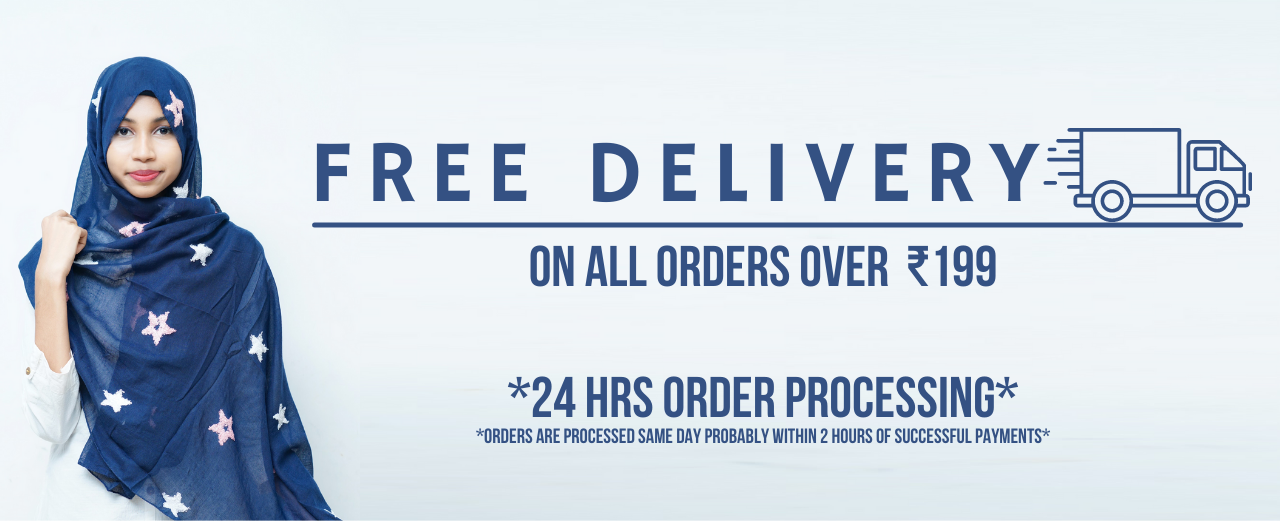 FREE DELIVERY
ON ALL ORDERS OVER ₹199
*24 HRS ORDER PROCESSING*
*ORDERS ARE PROCESSED SAME DAY PROBABLY WITHIN 2 HOURS OF SUCCESSFUL PAYMENTS*